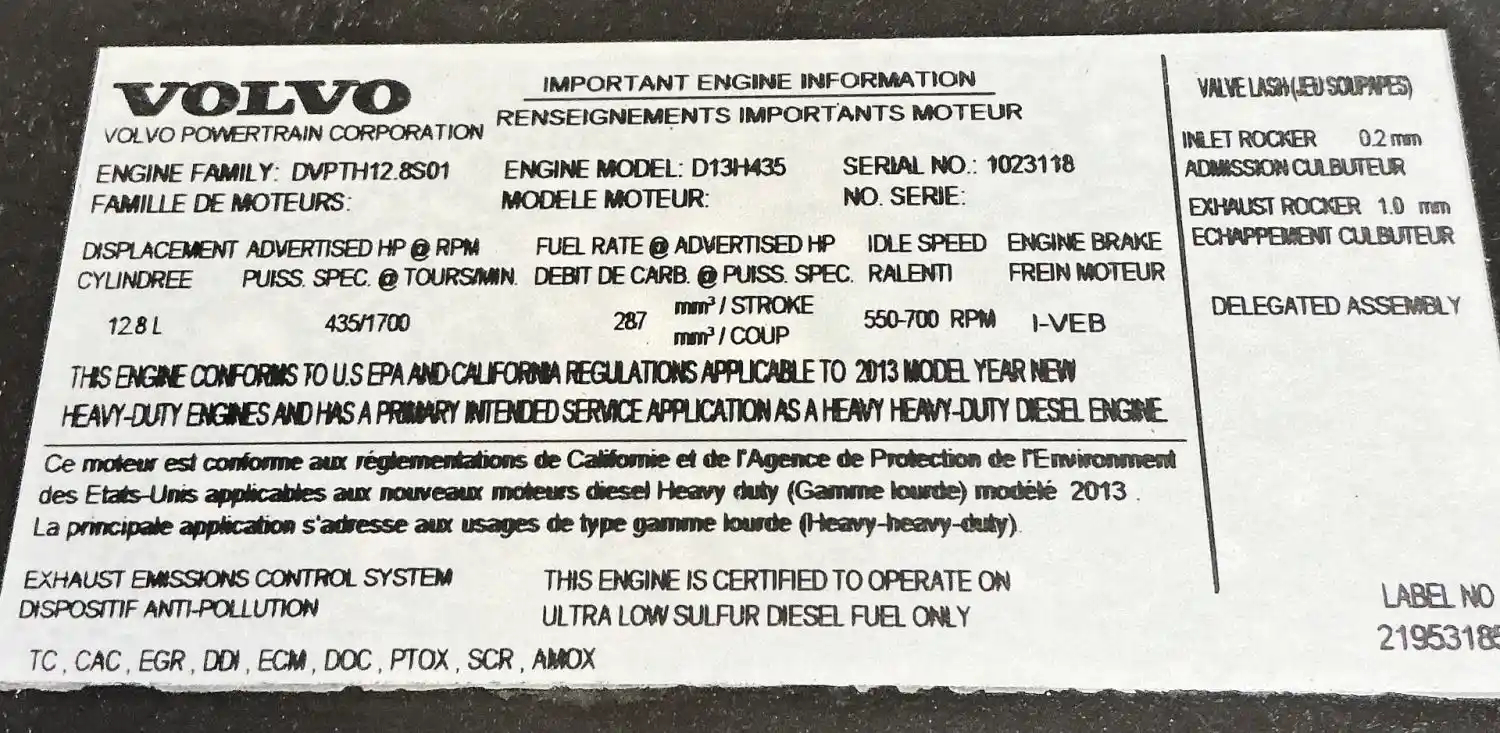 VOLVO
VOLVO POWERTRAIN CORPORATION
IMPORTANT ENGINE INFORMATION
RENSEIGNEMENTS IMPORTANTS MOTEUR
ENGINE FAMILY: DVPTH12.8S01 ENGINE MODEL: D13H435 SERIAL NO.: 1023118
FAMILLE DE MOTEURS: MODELE MOTEUR: NO. SERIE:
DISPLACEMENT ADVERTISED HP @ RPM FUEL RATE @ ADVERTISED HP IDLE SPEED ENGINE BRAKE
CYLINDREE PUISS. SPEC. @ TOURS/MIN. DEBIT DE CARB. @ PUISS. SPEC. RALENTI FREIN MOTEUR
12.8 L 435/1700 287 mm³ / STROKE 550-700 RPM I-VEB
mm³ / COUP
THIS ENGINE CONFORMS TO U.S EPA AND CALIFORNIA REGULATIONS APPLICABLE TO 2013 MODEL YEAR NEW
HEAVY-DUTY ENGINES AND HAS A PRIMARY INTENDED SERVICE APPLICATION AS A HEAVY HEAVY-DUTY DIESEL ENGINE.
Ce moteur est conforme aux réglementations de Californie et de l'Agence de Protection de l'Environment
des Etats-Unis applicables aux nouveaux moteurs diesel Heavy duty (Gamme lourde) modélé 2013 .
La principale application s'adresse aux usages de type gamme lourde (Heavy-heavy-duty).
EXHAUST EMISSIONS CONTROL SYSTEM
DISPOSITIF ANTI-POLLUTION
TC , CAC , EGR , DDI , ECM , DOC , PTOX , SCR , AMOX
THIS ENGINE IS CERTIFIED TO OPERATE ON
ULTRA LOW SULFUR DIESEL FUEL ONLY
VALVE LASH (JEU SOUPAPES)
INLET ROCKER 0.2 mm
ADMISSION CULBUTEUR
EXHAUST ROCKER 1.0 mm
ECHAPPEMENT CULBUTEUR
DELEGATED ASSEMBLY
LABEL NO